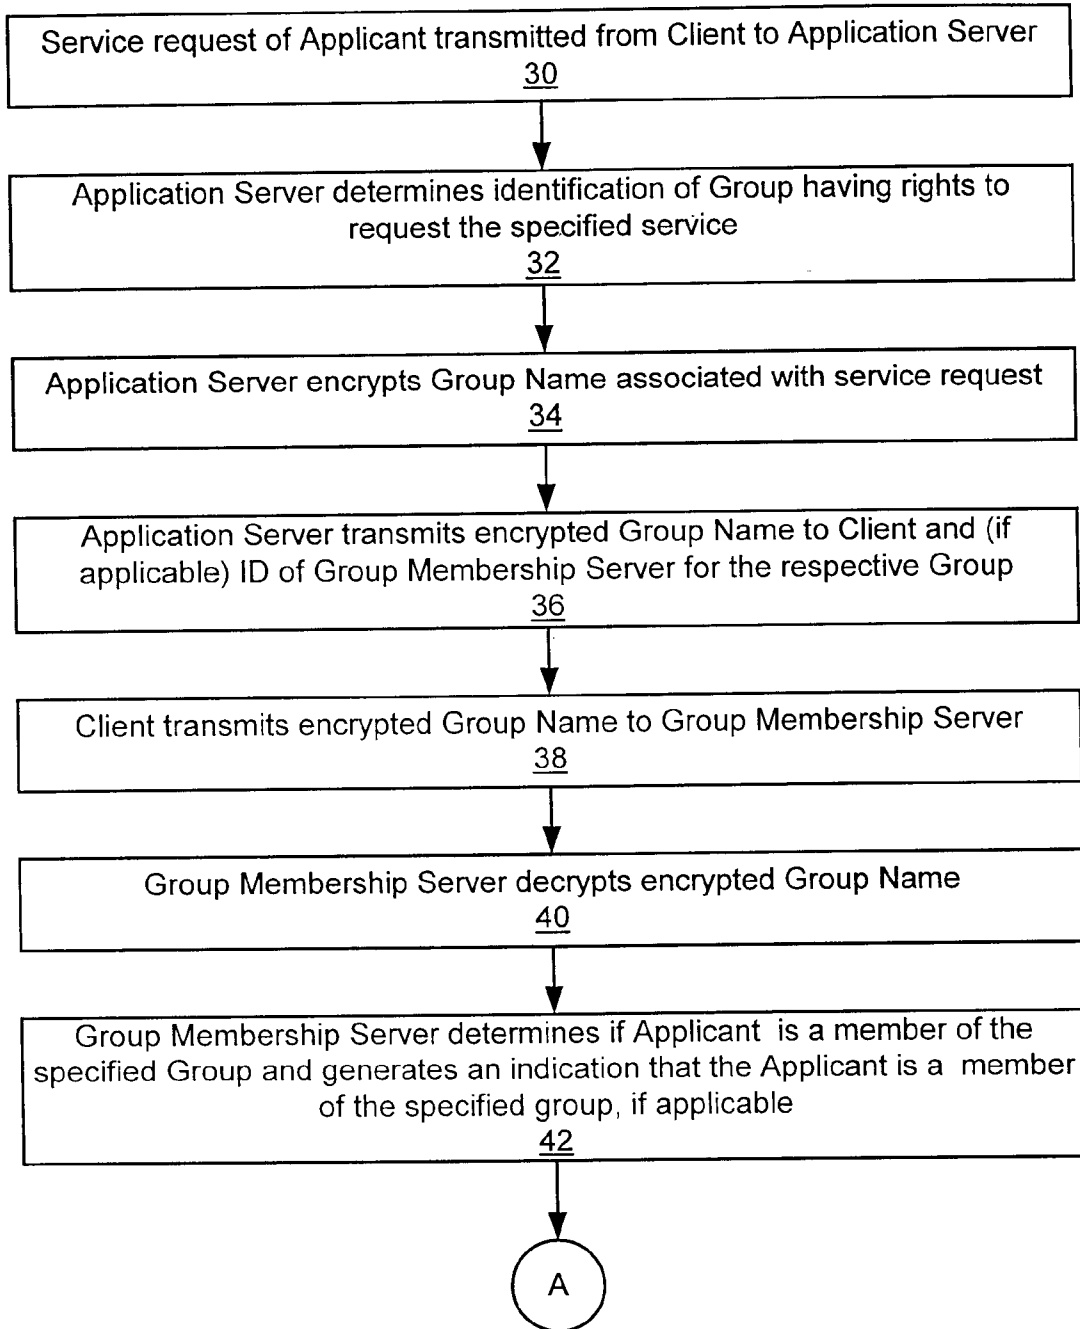 Service request of Applicant transmitted from Client to Application Server
30
Application Server determines identification of Group having rights to
request the specified service
32
Application Server encrypts Group Name associated with service request
34
Application Server transmits encrypted Group Name to Client and (if
applicable) ID of Group Membership Server for the respective Group
36
Client transmits encrypted Group Name to Group Membership Server
38
Group Membership Server decrypts encrypted Group Name
40
Group Membership Server determines if Applicant is a member of the
specified Group and generates an indication that the Applicant is a member
of the specified group, if applicable
42
A